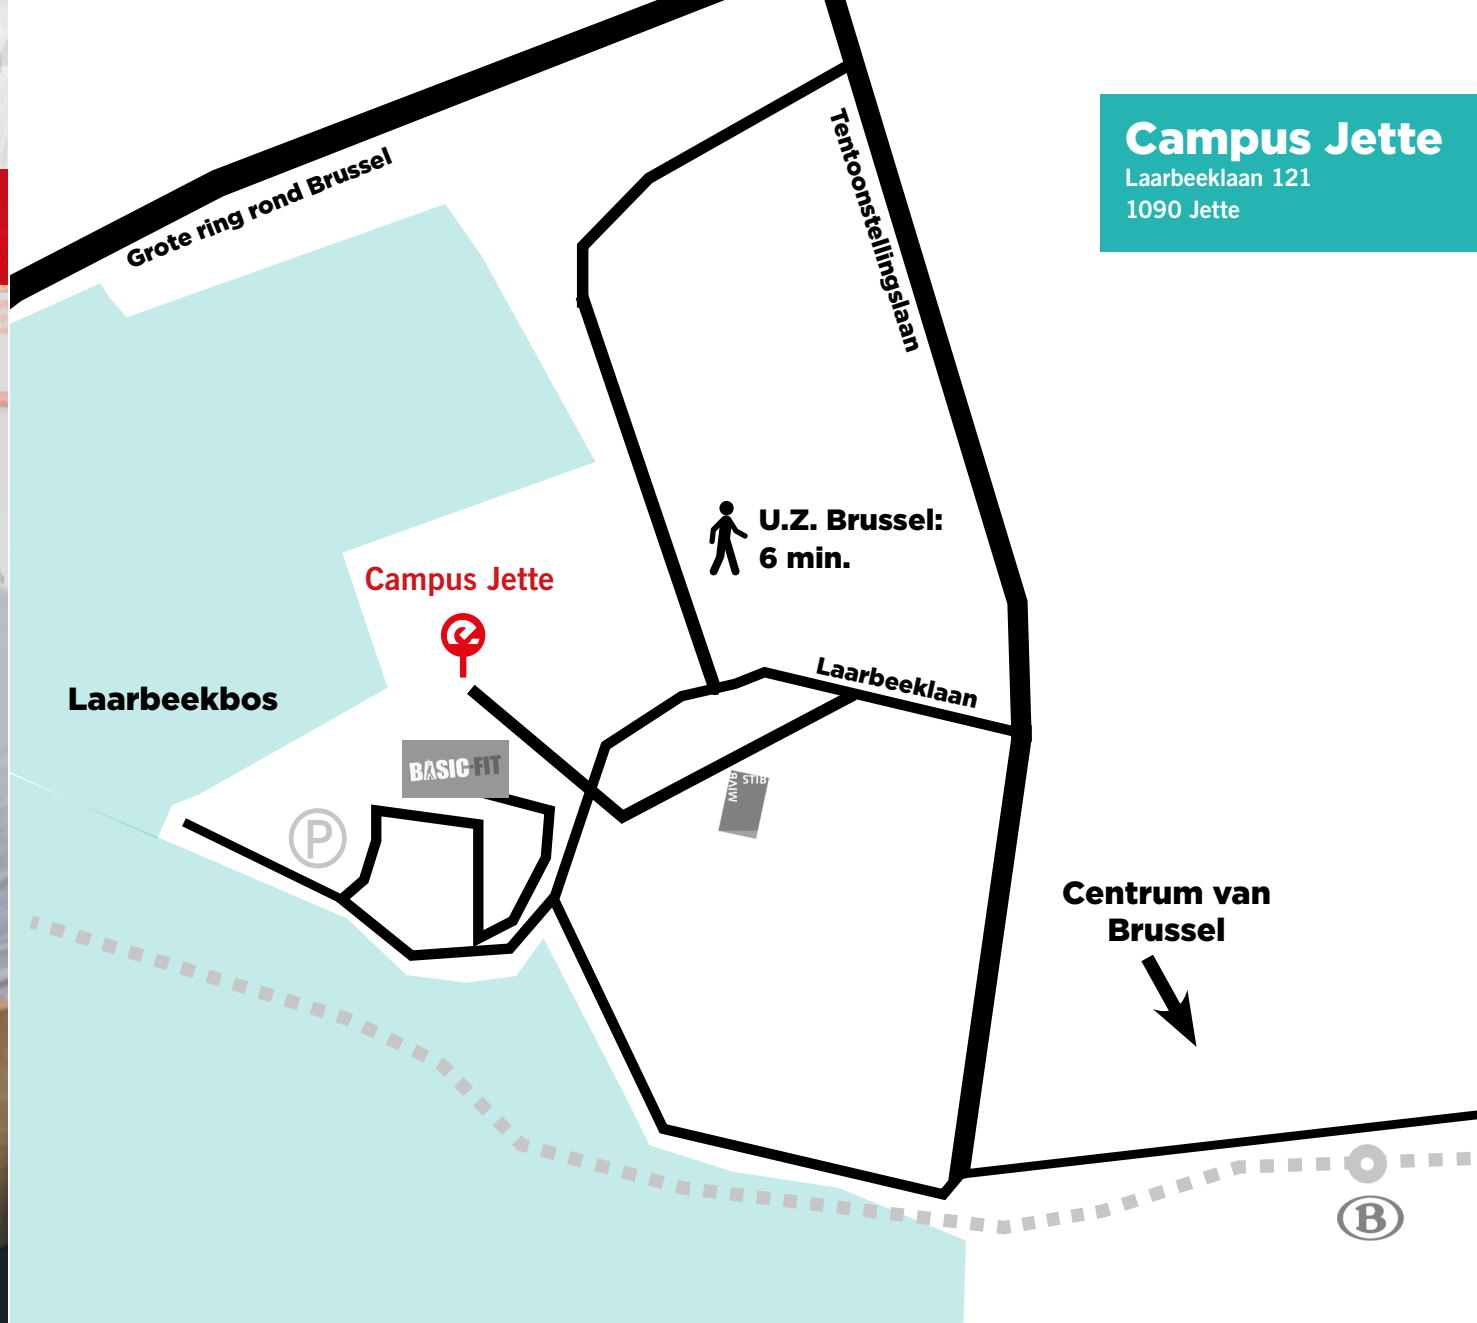 Grote ring rond Brussel
Tentoonstellingslaan
Campus Jette
Laarbeeklaan 121
1090 Jette
U.Z. Brussel:
6 min.
Campus Jette
Laarbeeklaan
Laarbeekbos
BASIC-FIT
MIVB STIB
P
Centrum van
Brussel
B